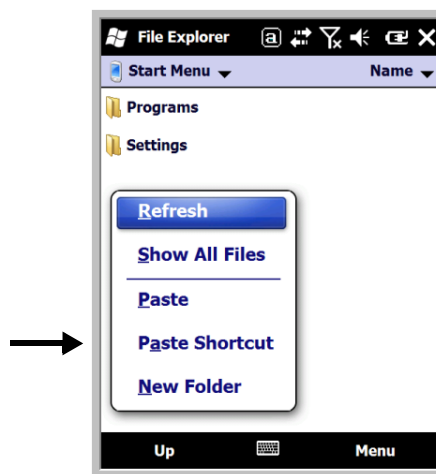 File Explorer a
Start Menu Name
Programs
Settings
Refresh
Show All Files
Paste
Paste Shortcut
New Folder
Up Menu